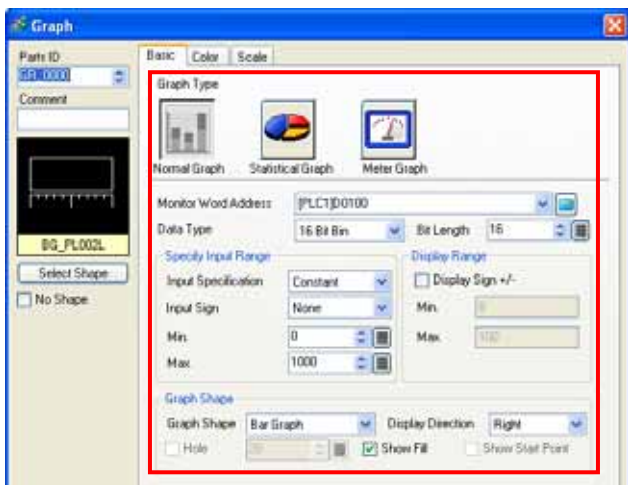 Graph
Parts ID
GR_0000
Comment
BG_PL002L
Select Shape
No Shape
Basic Color Scale
Graph Type
Normal Graph Statistical Graph Meter Graph
Monitor Word Address [PLC1]D0100
Data Type 16 Bit Bin Bit Length 16
Specify Input Range Display Range
Input Specification Constant Display Sign +/-
Input Sign None Min. 0
Min. 0 Max. 100
Max. 1000
Graph Shape
Graph Shape Bar Graph Display Direction Right
Hole Show Fill Show Start Point